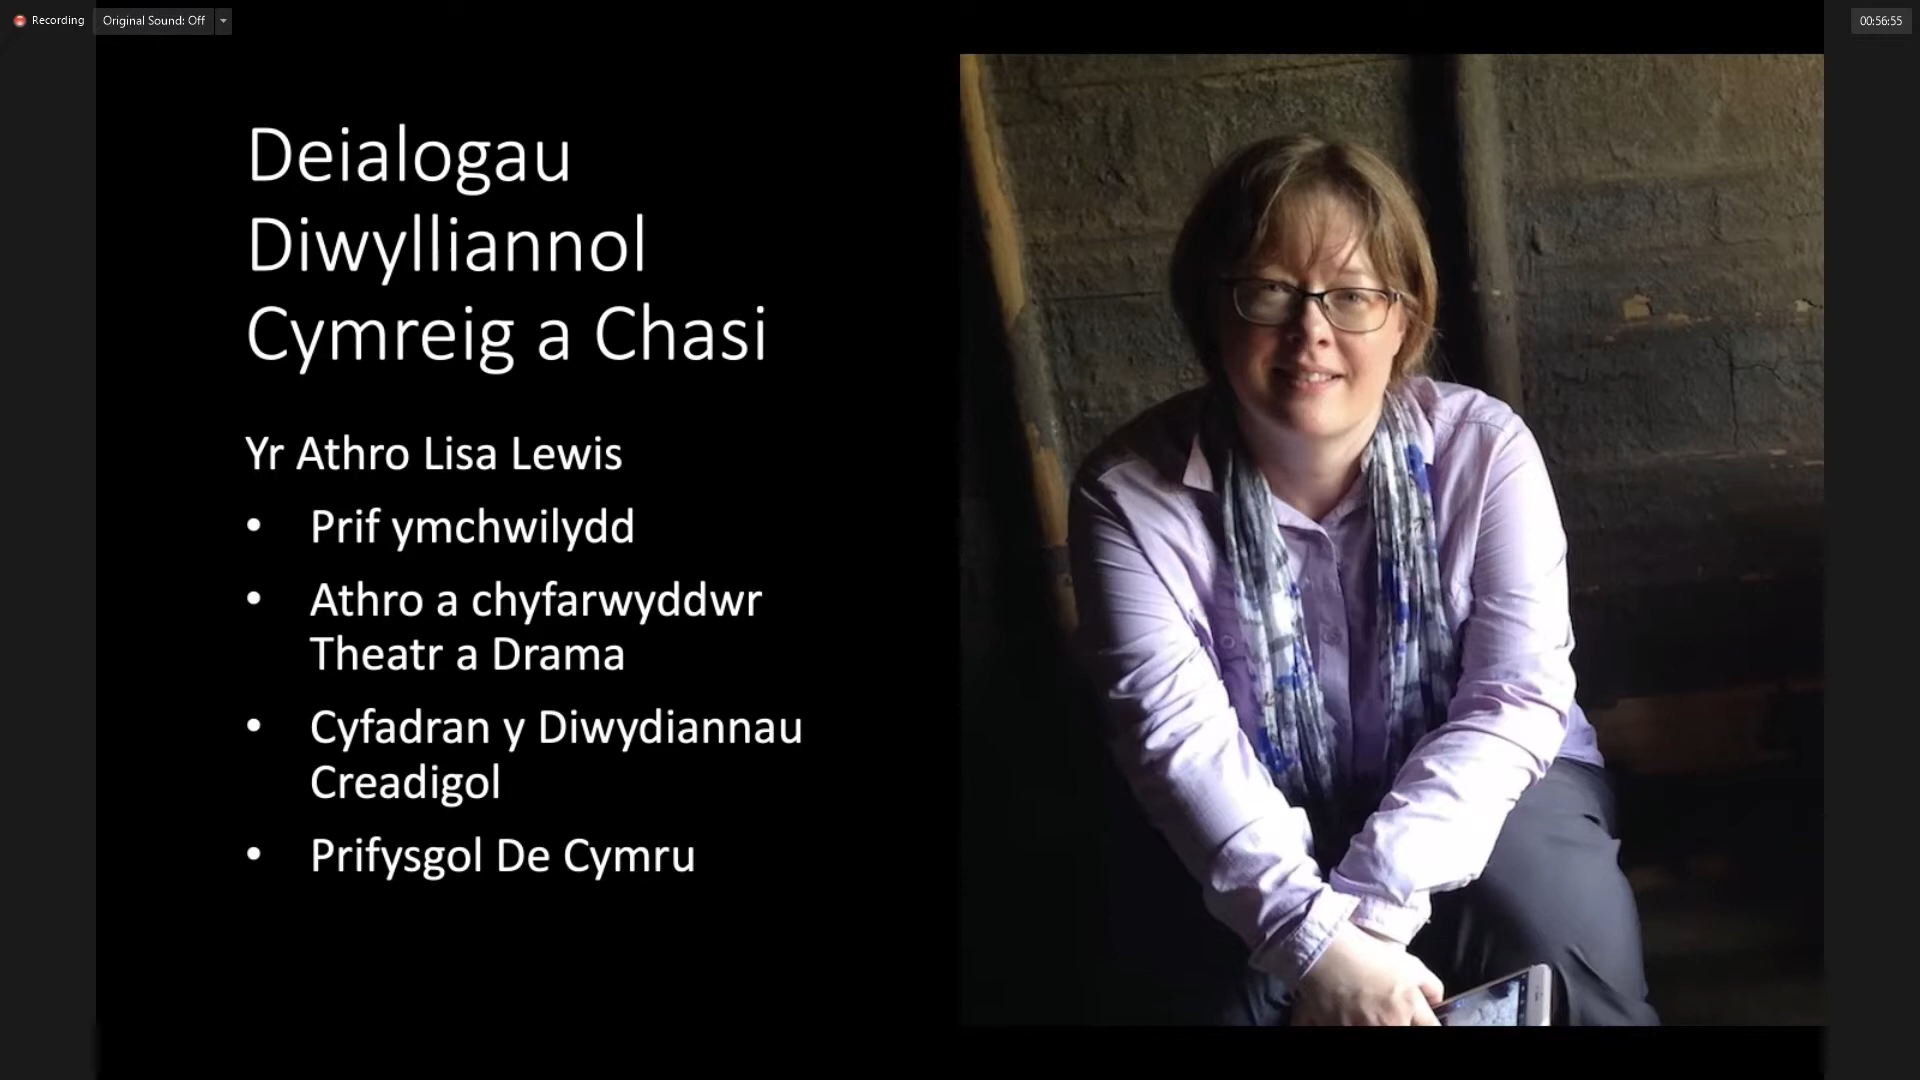 Recording
Original Sound: Off
00:56:55
Deialogau
Diwylliannol
Cymreig a Chasi
Yr Athro Lisa Lewis
• Prif ymchwilydd
• Athro a chyfarwyddwr
Theatr a Drama
• Cyfadran y Diwydiannau
Creadigol
• Prifysgol De Cymru